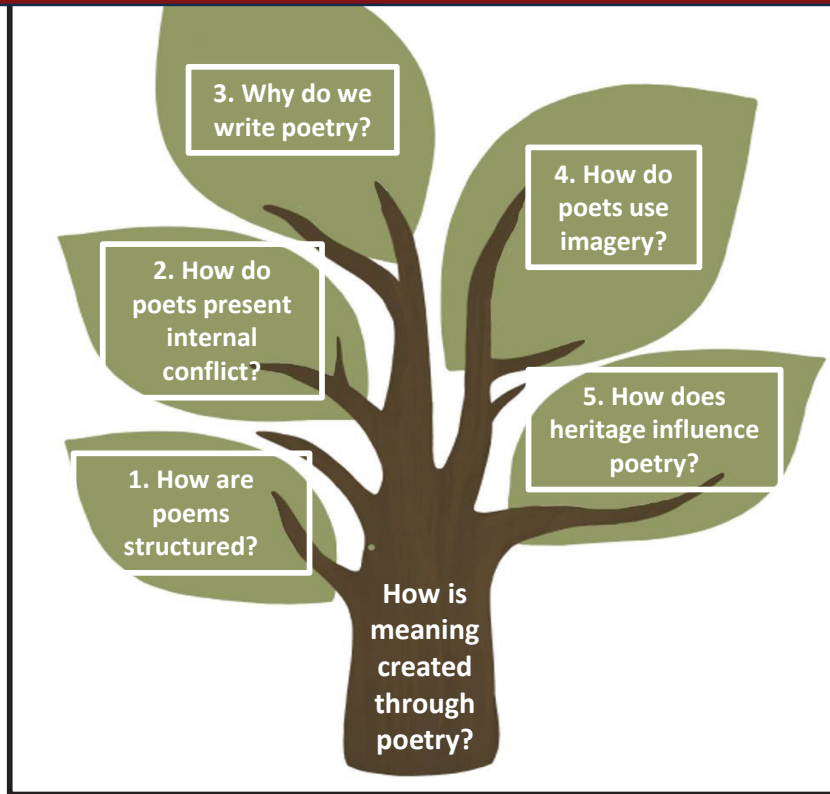 3. Why do we
write poetry?
4. How do
poets use
imagery?
2. How do
poets present
internal
conflict?
5. How does
heritage influence
poetry?
1. How are
poems
structured?
How is
meaning
created
through
poetry?